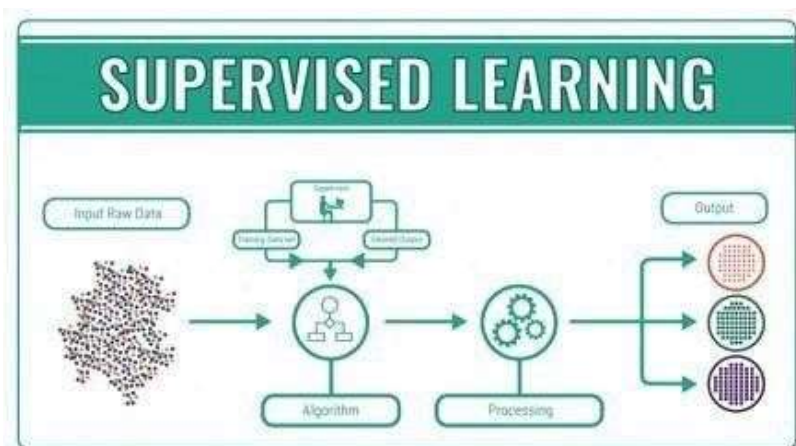 SUPERVISED LEARNING
Input Raw Data
Supervisor
Training Data set
Desired Output
Output
Algorithm
Processing